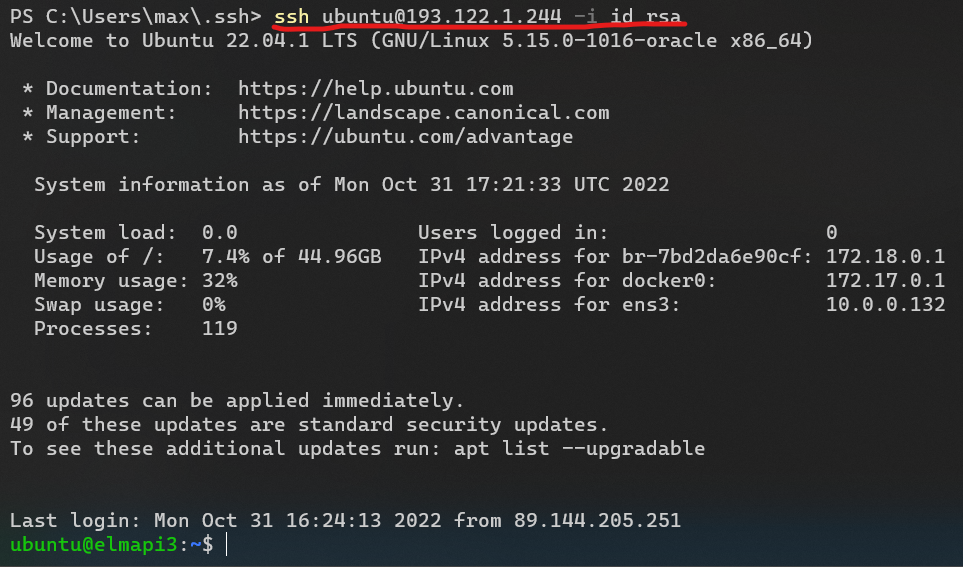 PS C:\Users\max\.ssh> ssh ubuntu@193.122.1.244 -i id_rsa
Welcome to Ubuntu 22.04.1 LTS (GNU/Linux 5.15.0-1016-oracle x86_64)
* Documentation: https://help.ubuntu.com
* Management: https://landscape.canonical.com
* Support: https://ubuntu.com/advantage
System information as of Mon Oct 31 17:21:33 UTC 2022
System load: 0.0 Users logged in: 0
Usage of /: 7.4% of 44.96GB IPv4 address for br-7bd2da6e90cf: 172.18.0.1
Memory usage: 32% IPv4 address for docker0: 172.17.0.1
Swap usage: 0% IPv4 address for ens3: 10.0.0.132
Processes: 119
96 updates can be applied immediately.
49 of these updates are standard security updates.
To see these additional updates run: apt list --upgradable
Last login: Mon Oct 31 16:24:13 2022 from 89.144.205.251
ubuntu@elmapi3:~$